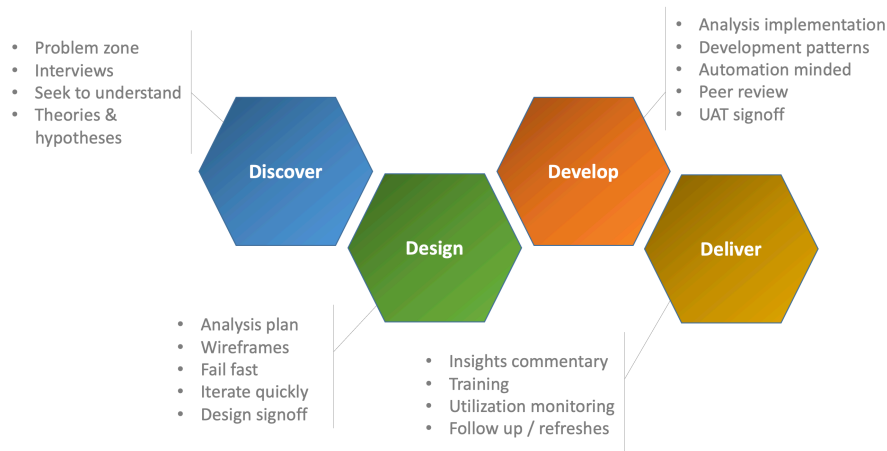 • Problem zone
• Interviews
• Seek to understand
• Theories &
hypotheses
Discover
• Analysis plan
• Wireframes
• Fail fast
• Iterate quickly
• Design signoff
Design
• Analysis implementation
• Development patterns
• Automation minded
• Peer review
• UAT signoff
Develop
• Insights commentary
• Training
• Utilization monitoring
• Follow up / refreshes
Deliver